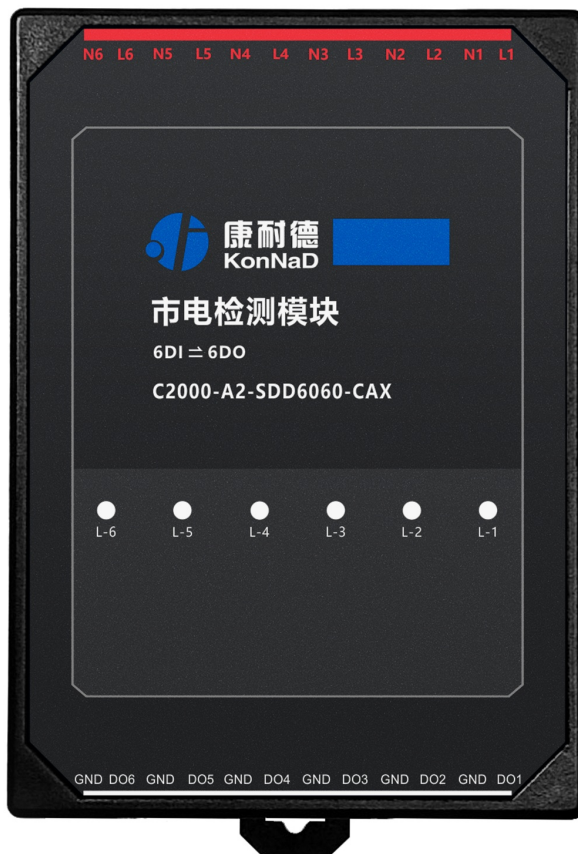 N6 L6 N5 L5 N4 L4 N3 L3 N2 L2 N1 L1
康耐德
KonNaD
市电检测模块
6DI⇌6DO
C2000-A2-SDD6060-CAX
L-6 L-5 L-4 L-3 L-2 L-1
GND DO6 GND DO5 GND DO4 GND DO3 GND DO2 GND DO1